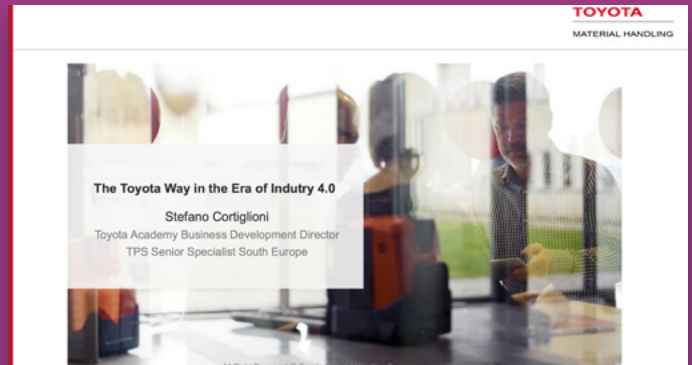 TOYOTA
MATERIAL HANDLING
The Toyota Way in the Era of Indutry 4.0
Stefano Cortiglioni
Toyota Academy Business Development Director
TPS Senior Specialist South Europe